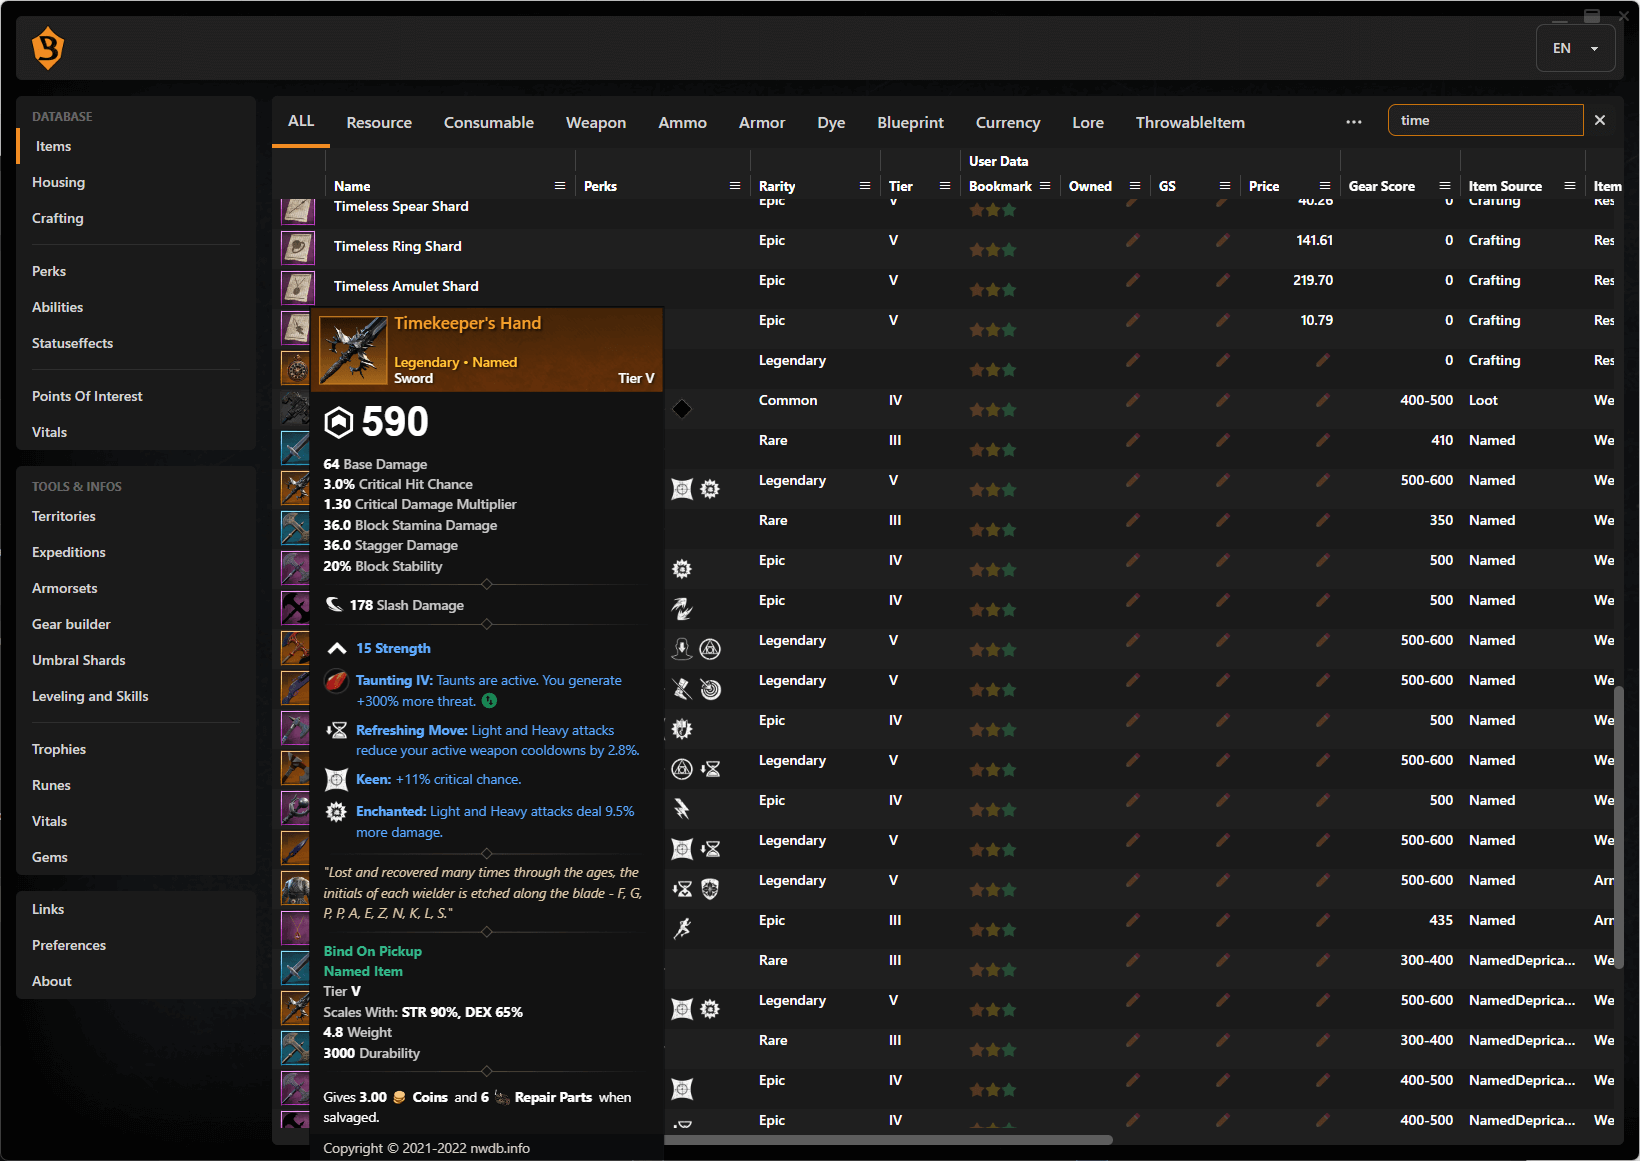 EN
DATABASE
Items
Housing
Crafting
Perks
Abilities
Statuseffects
Points Of Interest
Vitals
TOOLS & INFOS
Territories
Expeditions
Armorsets
Gear builder
Umbral Shards
Leveling and Skills
Trophies
Runes
Vitals
Gems
Links
Preferences
About
ALL Resource Consumable Weapon Ammo Armor Dye Blueprint Currency Lore ThrowableItem ... time
User Data
Name Perks Rarity Tier Bookmark Owned GS Price Gear Score Item Source Item
Timeless Spear Shard Epic V 40.26 0 Crafting Res
Timeless Ring Shard Epic V 141.61 0 Crafting Res
Timeless Amulet Shard Epic V 219.70 0 Crafting Res
Epic V 10.79 0 Crafting Res
Legendary 0 Crafting Res
Common IV 400-500 Loot We
Rare III 410 Named We
Legendary V 500-600 Named We
Rare III 350 Named We
Epic IV 500 Named We
Epic IV 500 Named We
Legendary V 500-600 Named We
Legendary V 500-600 Named We
Epic IV 500 Named We
Legendary V 500-600 Named We
Epic IV 500 Named We
Legendary V 500-600 Named We
Legendary V 500-600 Named Arr
Epic III 435 Named Arr
Rare III 300-400 NamedDeprica... We
Legendary V 500-600 NamedDeprica... We
Rare III 300-400 NamedDeprica... We
Epic IV 400-500 NamedDeprica... We
Epic IV 400-500 NamedDeprica... We
Timekeeper's Hand
Legendary • Named
Sword Tier V
590
64 Base Damage
3.0% Critical Hit Chance
1.30 Critical Damage Multiplier
36.0 Block Stamina Damage
36.0 Stagger Damage
20% Block Stability
178 Slash Damage
15 Strength
Taunting IV: Taunts are active. You generate
+300% more threat.
Refreshing Move: Light and Heavy attacks
reduce your active weapon cooldowns by 2.8%.
Keen: +11% critical chance.
Enchanted: Light and Heavy attacks deal 9.5%
more damage.
"Lost and recovered many times through the ages, the
initials of each wielder is etched along the blade - F, G,
P, P, A, E, Z, N, K, L, S."
Bind On Pickup
Named Item
Tier V
Scales With: STR 90%, DEX 65%
4.8 Weight
3000 Durability
Gives 3.00 Coins and 6 Repair Parts when
salvaged.
Copyright © 2021-2022 nwdb.info